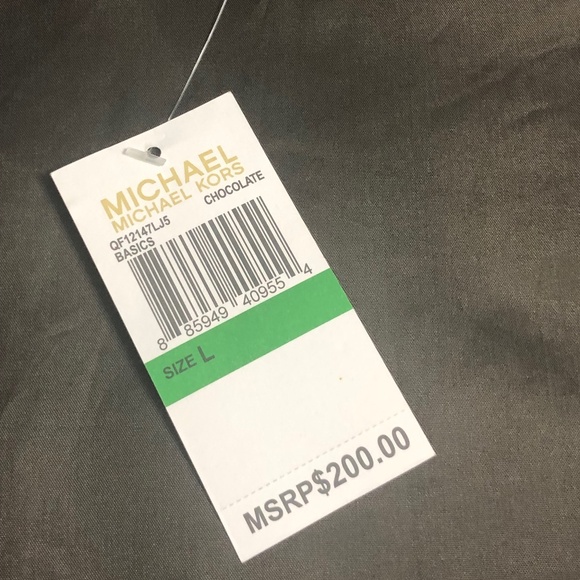 MICHAEL
MICHAEL KORS
QF12147LJ5 CHOCOLATE
BASICS
8 85949 40955 4
SIZE L
MSRP$200.00